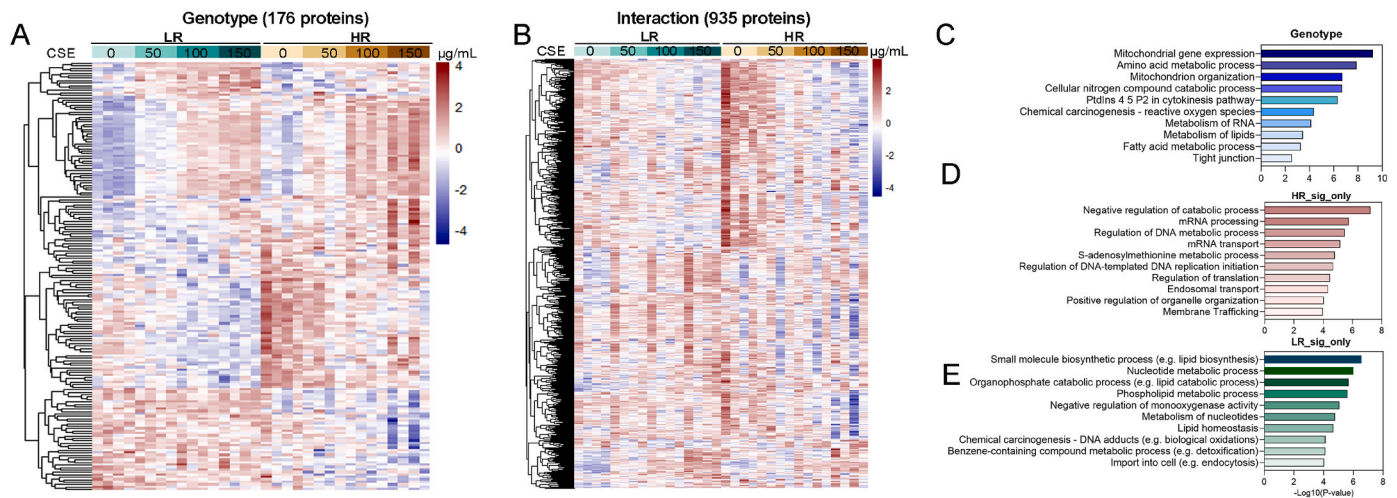 A
Genotype (176 proteins)
LR
HR
CSE
0
50
100
150
0
50
100
150
µg/mL
4
2
0
-2
-4
B
Interaction (935 proteins)
LR
HR
CSE
0
50
100
150
0
50
100
150
µg/mL
4
2
0
-2
-4
C
Genotype
Mitochondrial gene expression
Amino acid metabolic process
Mitochondrion organization
Cellular nitrogen compound catabolic process
PtdIns 4 5 P2 in cytokinesis pathway
Chemical carcinogenesis - reactive oxygen species
Metabolism of RNA
Metabolism of lipids
Fatty acid metabolic process
Tight junction
0 2 4 6 8 10
D
HR_sig_only
Negative regulation of catabolic process
mRNA processing
Regulation of DNA metabolic process
mRNA transport
S-adenosylmethionine metabolic process
Regulation of DNA-templated DNA replication initiation
Regulation of translation
Endosomal transport
Positive regulation of organelle organization
Membrane Trafficking
0 2 4 6 8
E
LR_sig_only
Small molecule biosynthetic process (e.g. lipid biosynthesis)
Nucleotide metabolic process
Organophosphate catabolic process (e.g. lipid catabolic process)
Phospholipid metabolic process
Negative regulation of monooxygenase activity
Metabolism of nucleotides
Lipid homeostasis
Chemical carcinogenesis - DNA adducts (e.g. biological oxidations)
Benzene-containing compound metabolic process (e.g. detoxification)
Import into cell (e.g. endocytosis)
0 2 4 6 8
-Log10(P-value)